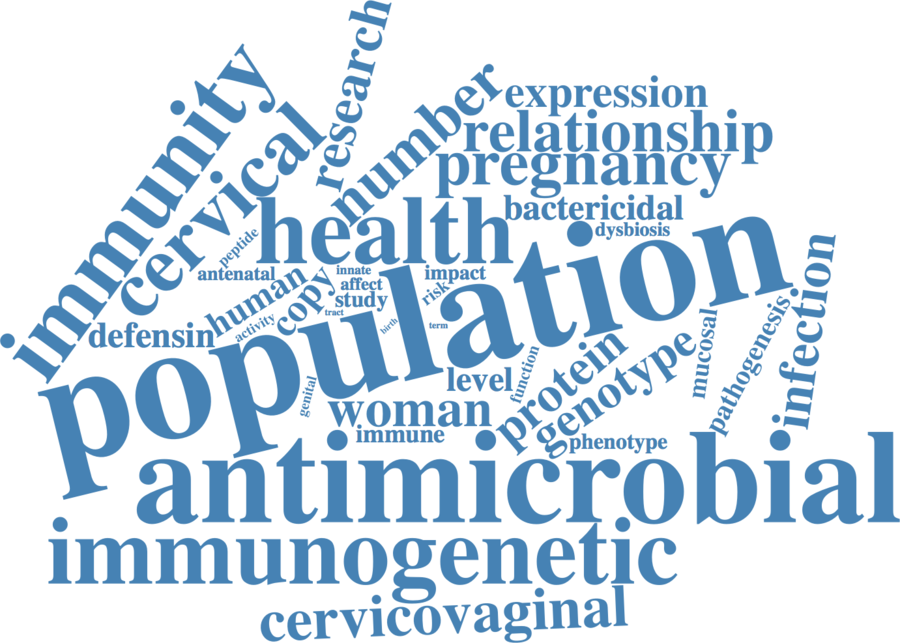 research
immunity
cervical
number
expression
relationship
pregnancy
health
bactericidal
dysbiosis
peptide
antenatal
innate
impact
affect
risk
human
copy
study
tract
birth
term
activity
defensin
population
infection
mucosal
pathogenesis
function
level
protein
genotype
genital
woman
immune
phenotype
antimicrobial
immunogenetic
cervicovaginal